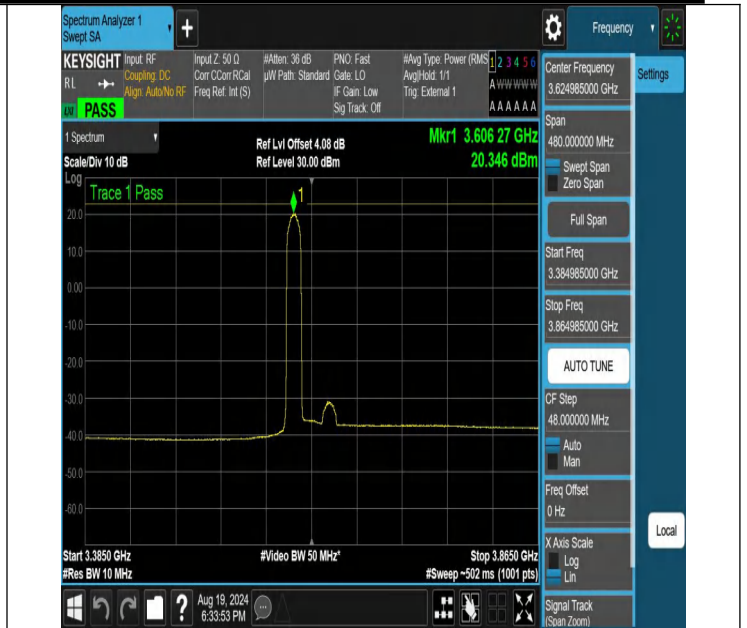 Spectrum Analyzer 1
Swept SA
+
Frequency
KEYSIGHT
RL
PASS
Input: RF
Coupling: DC
Align: Auto/No RF
Input Z: 50 Ω
Corr CCorr RCal
Freq Ref: Int (S)
#Atten: 36 dB
µW Path: Standard
PNO: Fast
Gate: LO
IF Gain: Low
Sig Track: Off
#Avg Type: Power (RMS
Avg|Hold: 1/1
Trig: External 1
1 2 3 4 5 6
A W W W W W
A A A A A A
Center Frequency
3.624985000 GHz
Settings
Span
480.000000 MHz
Swept Span
Zero Span
Full Span
Start Freq
3.384985000 GHz
Stop Freq
3.864985000 GHz
AUTO TUNE
CF Step
48.000000 MHz
Auto
Man
Freq Offset
0 Hz
X Axis Scale
Log
Lin
Signal Track
(Span Zoom)
Local
1 Spectrum
Scale/Div 10 dB
Ref Lvl Offset 4.08 dB
Ref Level 30.00 dBm
Mkr1 3.606 27 GHz
20.346 dBm
Log
Trace 1 Pass
1
20.0
10.0
0.00
-10.0
-20.0
-30.0
-40.0
-50.0
-60.0
Start 3.3850 GHz
#Res BW 10 MHz
#Video BW 50 MHz*
Stop 3.8650 GHz
#Sweep ~502 ms (1001 pts)
?
Aug 19, 2024
6:33:53 PM